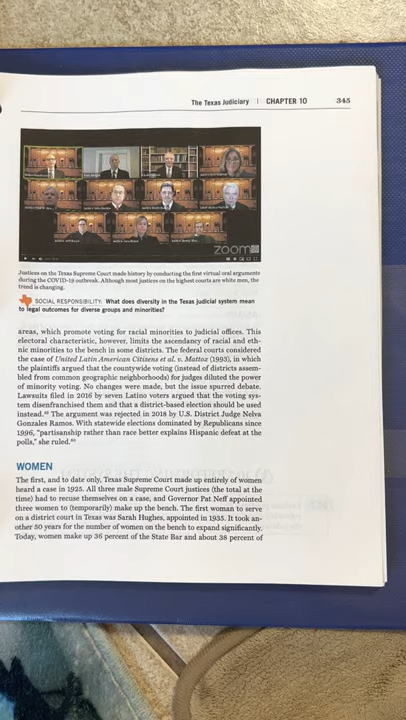 The Texas Judiciary | CHAPTER 10 345
zoom
Justices on the Texas Supreme Court made history by conducting the first virtual oral arguments
during the COVID-19 outbreak. Although most justices on the highest courts are white men, the
trend is changing.
SOCIAL RESPONSIBILITY: What does diversity in the Texas judicial system mean
to legal outcomes for diverse groups and minorities?
areas, which promote voting for racial minorities to judicial offices. This
electoral characteristic, however, limits the ascendancy of racial and eth-
nic minorities to the bench in some districts. The federal courts considered
the case of United Latin American Citizens et al. v. Mattox (1993), in which
the plaintiffs argued that the countywide voting (instead of districts assem-
bled from common geographic neighborhoods) for judges diluted the power
of minority voting. No changes were made, but the issue spurred debate.
Lawsuits filed in 2016 by seven Latino voters argued that the voting sys-
tem disenfranchised them and that a district-based election should be used
instead. The argument was rejected in 2018 by U.S. District Judge Nelva
Gonzales Ramos. With statewide elections dominated by Republicans since
1996, "partisanship rather than race better explains Hispanic defeat at the
polls," she ruled.
WOMEN
The first, and to date only, Texas Supreme Court made up entirely of women
heard a case in 1925. All three male Supreme Court justices (the total at the
time) had to recuse themselves on a case, and Governor Pat Neff appointed
three women to (temporarily) make up the bench. The first woman to serve
on a district court in Texas was Sarah Hughes, appointed in 1935. It took an-
other 50 years for the number of women on the bench to expand significantly.
Today, women make up 36 percent of the State Bar and about 38 percent of